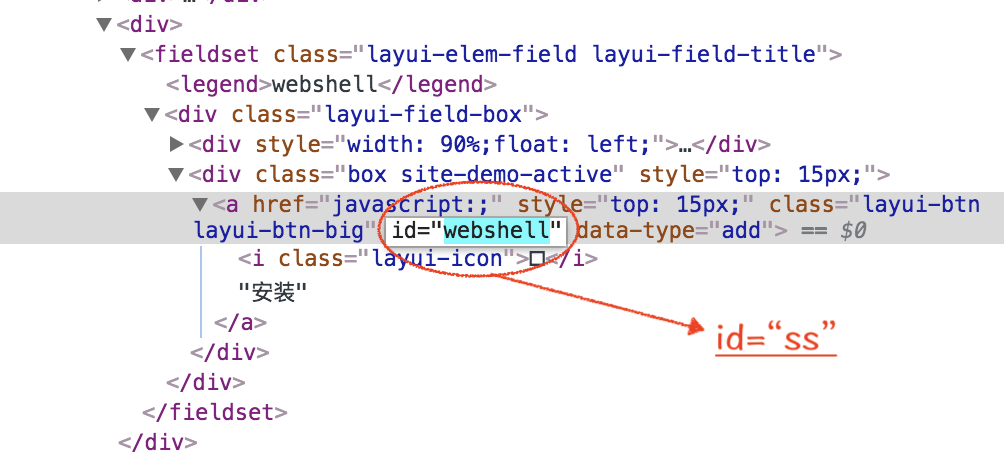 ▼<div>
▼<fieldset class="layui-elem-field layui-field-title">
<legend>webshell</legend>
▼<div class="layui-field-box">
▶<div style="width: 90%;float: left;">…</div>
▼<div class="box site-demo-active" style="top: 15px;">
▼<a href="javascript:;" style="top: 15px;" class="layui-btn
layui-btn-big" id="webshell" data-type="add"> == $0
<i class="layui-icon">□</i>
"安装"
</a>
</div>
</div>
</fieldset>
</div>
id=“ss”